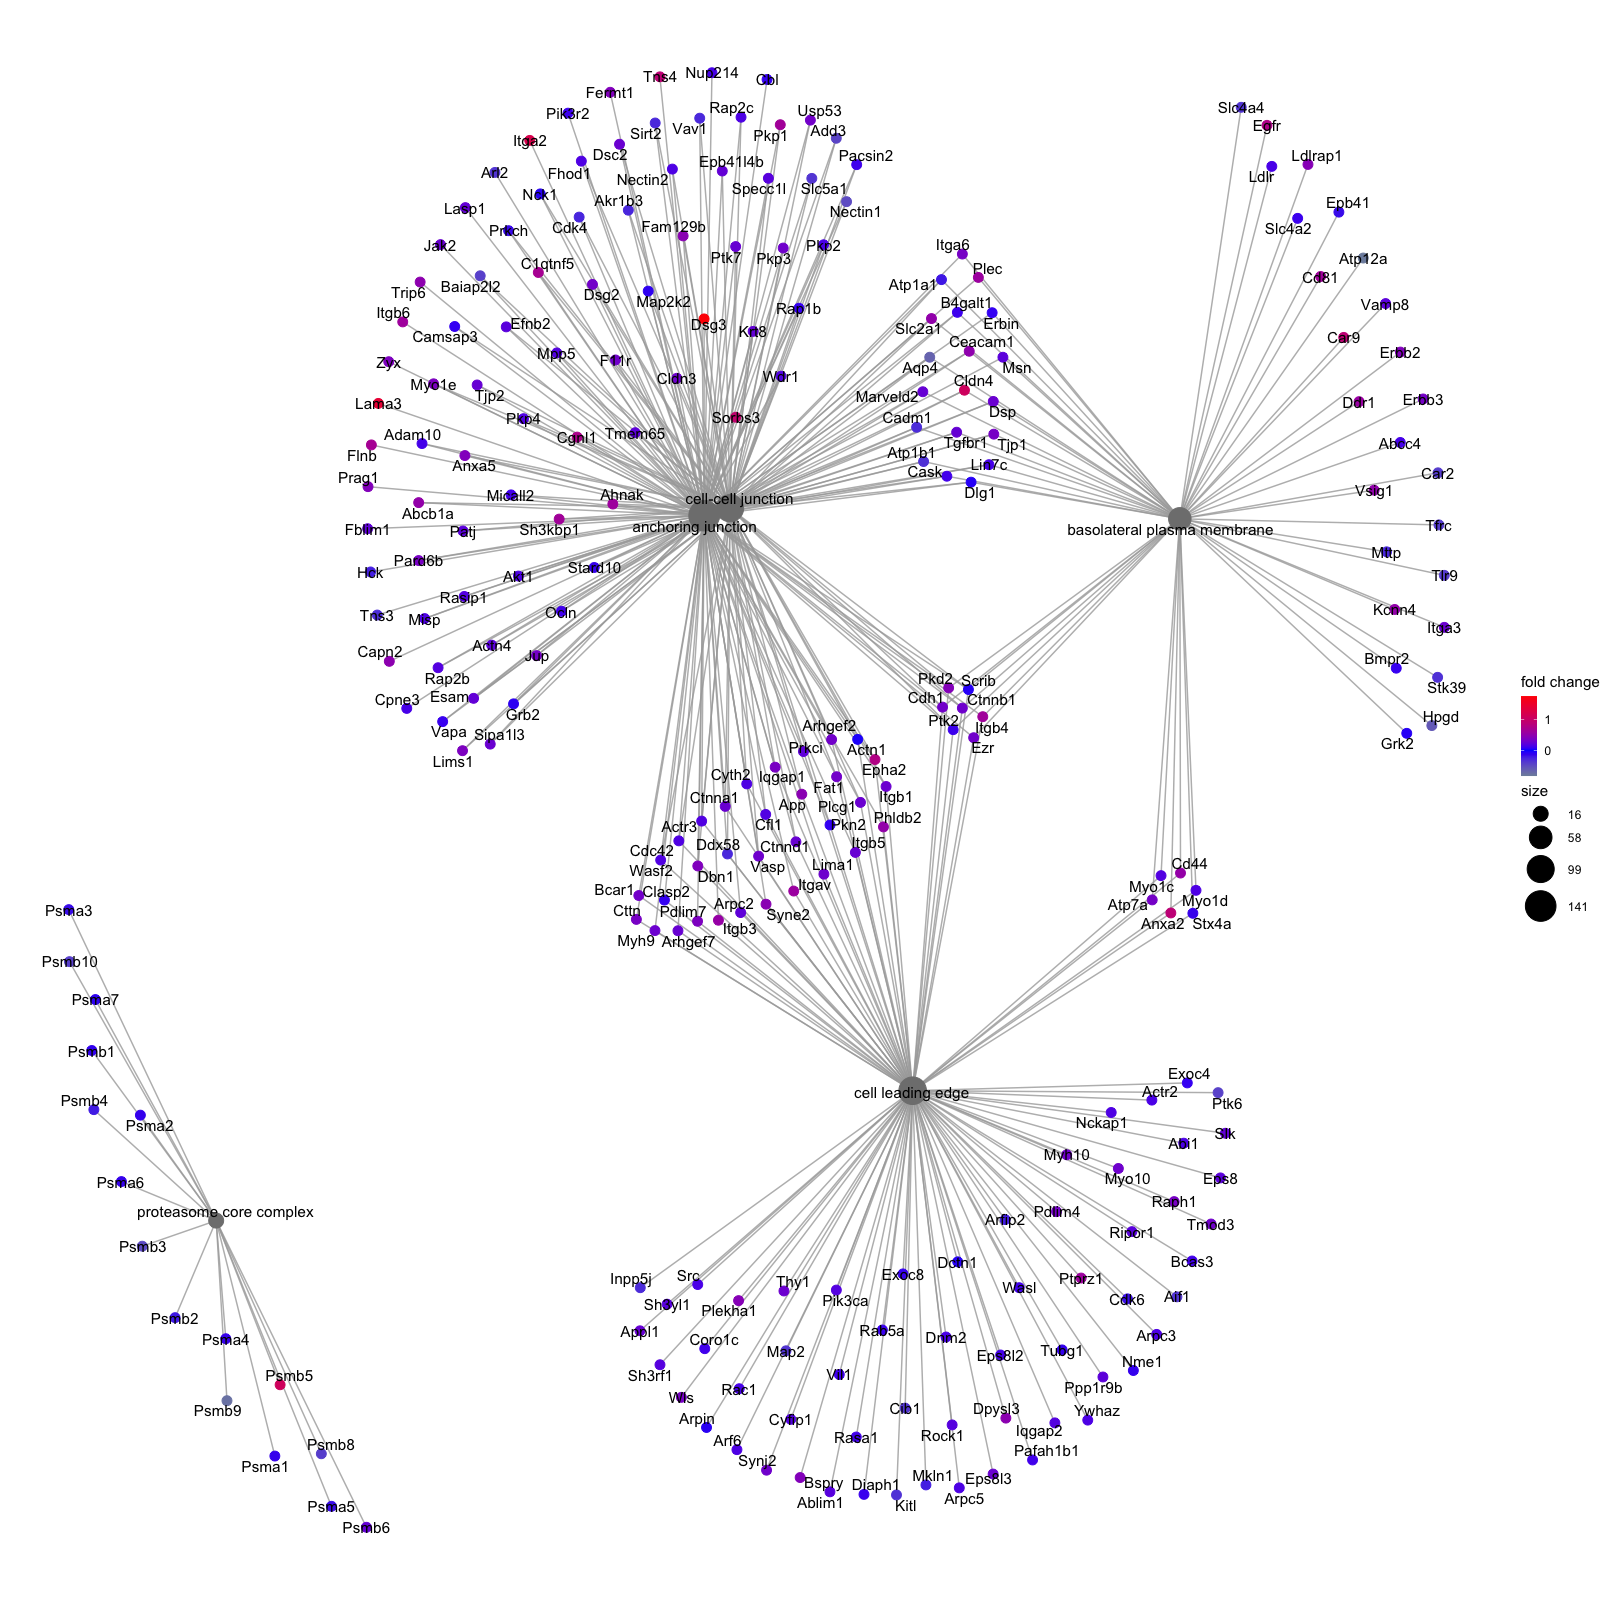 Tns4
Nup214
Cbl
Fermt1
Pik3r2
Rap2c
Usp53
Sirt2
Vav1
Pkp1
Add3
Itga2
Dsc2
Pacsin2
Arl2
Fhod1
Nectin2
Epb41l4b
Specc1l
Slc5a1
Nck1
Akr1b3
Nectin1
Lasp1
Prkch
Cdk4
Fam129b
Jak2
Ptk7
Pkp3
Pkp2
C1qtnf5
Baiap2l2
Dsg2
Trip6
Map2k2
Rap1b
Itgb6
Camsap3
Efnb2
Dsg3
Krt8
Mpp5
F11r
Zyx
Myo1e
Tjp2
Cldn3
Wdr1
Lama3
Pkp4
Sorbs3
Adam10
Cgnl1
Tmem65
Flnb
Anxa5
Prag1
Micall2
Ahnak
Abcb1a
Sh3kbp1
Fblim1
Patj
Pard6b
Hck
Akt1
Stard10
Rasip1
Tns3
Misp
Ocln
Actn4
Jup
Capn2
Rap2b
Cpne3
Esam
Grb2
Vapa
Sipa1l3
Lims1
cell-cell junction
anchoring junction
Itga6
Plec
Atp1a1
B4galt1
Slc2a1
Erbin
Ceacam1
Aqp4
Msn
Cldn4
Marveld2
Dsp
Cadm1
Tgfbr1
Tjp1
Atp1b1
Lin7c
Cask
Dlg1
Slc4a4
Egfr
Ldlrap1
Ldlr
Epb41
Slc4a2
Atp12a
Cd81
Vamp8
Car9
Erbb2
Ddr1
Erbb3
Abcc4
Car2
Vsig1
Tfrc
Mttp
Tlr9
Kcnn4
Itga3
Bmpr2
Stk39
Hpgd
Grk2
basolateral plasma membrane
Pkd2
Scrib
Cdh1
Ctnnb1
Ptk2
Itgb4
Ezr
Arhgef2
Prkci
Actn1
Epha2
Cyth2
Iqgap1
Fat1
Itgb1
Ctnna1
App
Plcg1
Phldb2
Actr3
Cfl1
Pkn2
Cdc42
Ddx58
Ctnnd1
Itgb5
Wasf2
Dbn1
Vasp
Lima1
Bcar1
Clasp2
Itgav
Cttn
Pdlim7
Arpc2
Syne2
Itgb3
Myh9
Arhgef7
Cd44
Myo1c
Atp7a
Myo1d
Anxa2
Stx4a
fold change
1
0
size
16
58
99
141
Psma3
Psmb10
Psma7
Psmb1
Psmb4
Psma2
Psma6
proteasome core complex
Psmb3
Psmb2
Psma4
Psmb5
Psmb9
Psmb8
Psma1
Psma5
Psmb6
cell leading edge
Exoc4
Actr2
Ptk6
Nckap1
Slk
Abi1
Myh10
Myo10
Eps8
Raph1
Pdlim4
Tmod3
Arfip2
Ripor1
Bcas3
Dctn1
Exoc8
Ptprz1
Wasl
Cdk6
Aif1
Inpp5j
Src
Thy1
Sh3yl1
Plekha1
Pik3ca
Appl1
Coro1c
Map2
Rab5a
Dnm2
Eps8l2
Tubg1
Arpc3
Nme1
Sh3rf1
Wls
Rac1
Vil1
Ppp1r9b
Arpin
Cyfip1
Cib1
Dpysl3
Ywhaz
Arf6
Rasa1
Rock1
Iqgap2
Synj2
Pafah1b1
Bspry
Diaph1
Mkln1
Eps8l3
Ablim1
Kitl
Arpc5